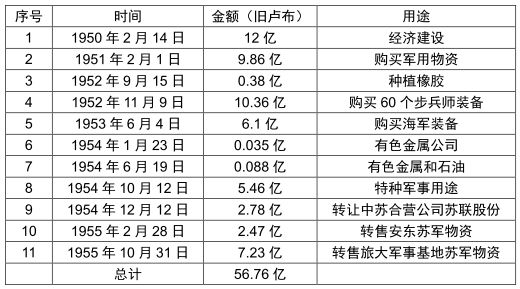 序号 时间 金额（旧卢布） 用途
1 1950 年 2 月 14 日 12 亿 经济建设
2 1951 年 2 月 1 日 9.86 亿 购买军用物资
3 1952 年 9 月 15 日 0.38 亿 种植橡胶
4 1952 年 11 月 9 日 10.36 亿 购买 60 个步兵师装备
5 1953 年 6 月 4 日 6.1 亿 购买海军装备
6 1954 年 1 月 23 日 0.035 亿 有色金属公司
7 1954 年 6 月 19 日 0.088 亿 有色金属和石油
8 1954 年 10 月 12 日 5.46 亿 特种军事用途
9 1954 年 12 月 12 日 2.78 亿 转让中苏合营公司苏联股份
10 1955 年 2 月 28 日 2.47 亿 转售安东苏军物资
11 1955 年 10 月 31 日 7.23 亿 转售旅大军事基地苏军物资
总计 56.76 亿